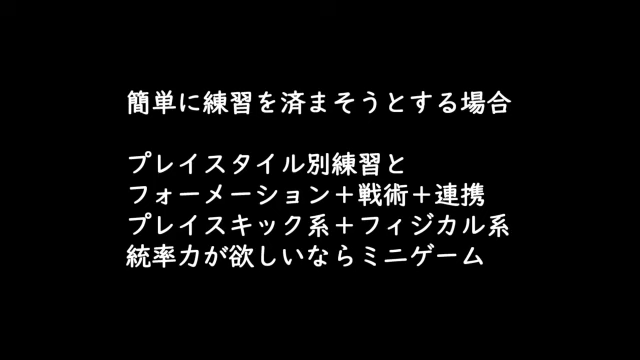 簡単に練習を済まそうとする場合
プレイスタイル別練習と
フォーメーション＋戦術＋連携
プレイスキック系＋フィジカル系
統率力が欲しいならミニゲーム